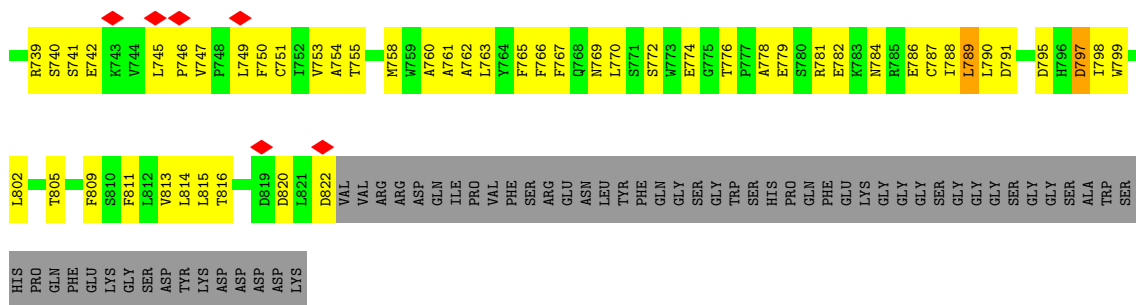 R739 S740 S741 E742 K743 V744 L745 P746 V747 P748 L749 F750 C751 I752 V753 A754 T755 M758 W759 A760 A761 A762 L763 Y764 F765 F766 F767 Q768 N769 L770 S771 S772 W773 E774 G775 T776 P777 A778 E779 S780 R781 E782 K783 N784 R785 E786 C787 I788 L789 L790 D791 D795 H796 D797 I798 W799
L802 T805 F809 S810 F811 L812 V813 L814 L815 T816 D819 D820 L821 D822 VAL VAL ARG ARG ASP GLN ILE PRO VAL PHE SER ARG GLU ASN LEU TYR PHE GLN GLY SER GLY TRP SER HIS PRO GLN PHE GLU LYS GLY GLY GLY SER GLY GLY GLY GLY SER GLY GLY SER ALA TRP SER
HIS PRO GLN PHE GLU LYS GLY SER ASP TYR LYS ASP ASP ASP ASP LYS